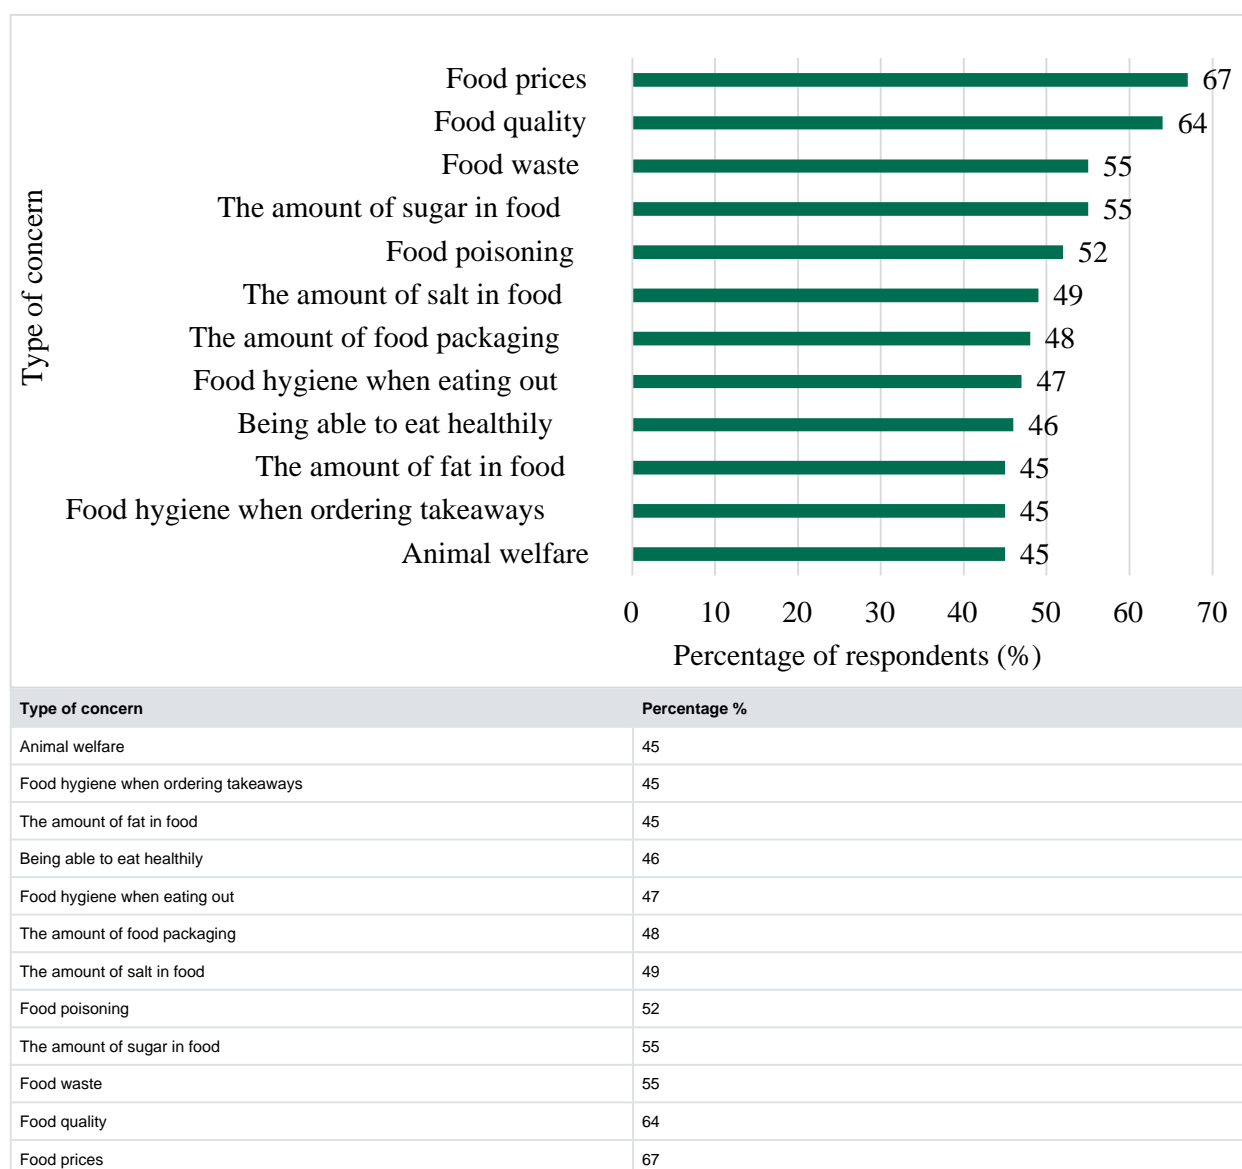 Food prices 67
Food quality 64
Food waste 55
The amount of sugar in food 55
Food poisoning 52
The amount of salt in food 49
The amount of food packaging 48
Food hygiene when eating out 47
Being able to eat healthily 46
The amount of fat in food 45
Food hygiene when ordering takeaways 45
Animal welfare 45
Type of concern
0 10 20 30 40 50 60 70
Percentage of respondents (%)
Type of concern Percentage %
Animal welfare 45
Food hygiene when ordering takeaways 45
The amount of fat in food 45
Being able to eat healthily 46
Food hygiene when eating out 47
The amount of food packaging 48
The amount of salt in food 49
Food poisoning 52
The amount of sugar in food 55
Food waste 55
Food quality 64
Food prices 67